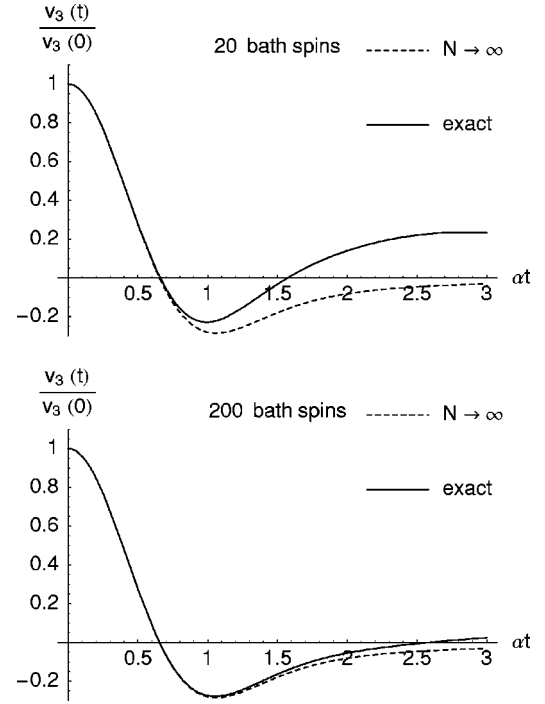 v₃ (t)
v₃ (0)
20 bath spins
N → ∞
exact
1
0.8
0.6
0.4
0.2
−0.2
0.5 1 1.5 2 2.5 3 αt
v₃ (t)
v₃ (0)
200 bath spins
N → ∞
exact
1
0.8
0.6
0.4
0.2
−0.2
0.5 1 1.5 2 2.5 3 αt